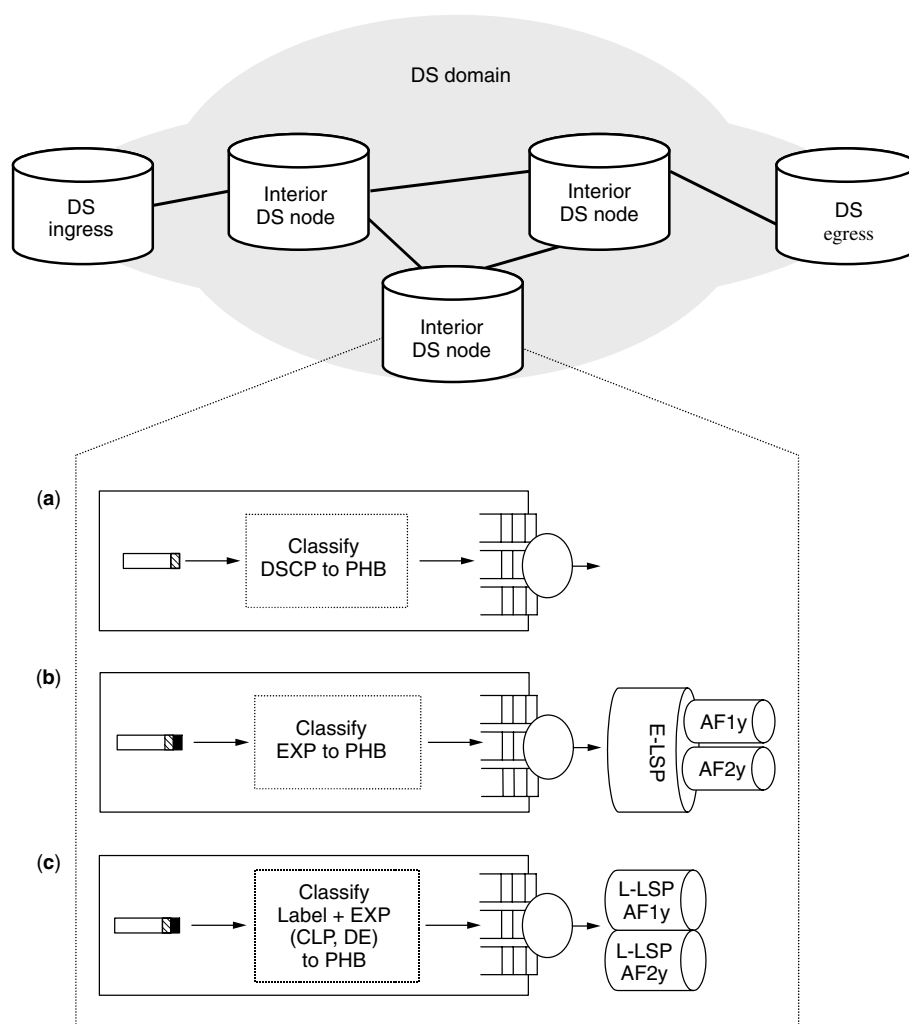 DS domain
DS
ingress
Interior
DS node
Interior
DS node
DS
egress
Interior
DS node
(a)
Classify
DSCP to PHB
(b)
Classify
EXP to PHB
E-LSP
AF1y
AF2y
(c)
Classify
Label + EXP
(CLP, DE)
to PHB
L-LSP
AF1y
L-LSP
AF2y